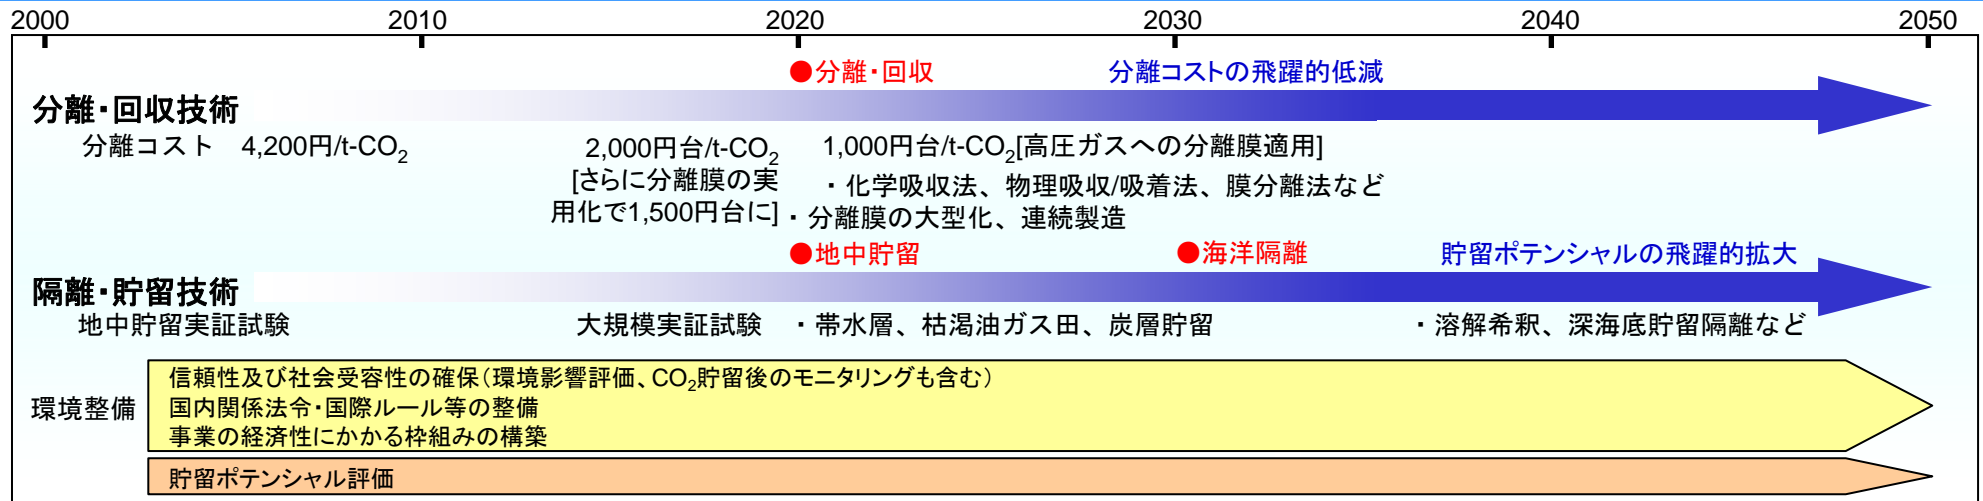 2000 2010 2020 2030 2040 2050
●分離・回収 分離コストの飛躍的低減
分離・回収技術
分離コスト 4,200円/t-CO2 2,000円台/t-CO2 1,000円台/t-CO2[高圧ガスへの分離膜適用]
[さらに分離膜の実 ・化学吸収法、物理吸収/吸着法、膜分離法など
用化で1,500円台に] ・分離膜の大型化、連続製造
●地中貯留 ●海洋隔離 貯留ポテンシャルの飛躍的拡大
隔離・貯留技術
地中貯留実証試験 大規模実証試験 ・帯水層、枯渇油ガス田、炭層貯留 ・溶解希釈、深海底貯留隔離など
信頼性及び社会受容性の確保(環境影響評価、CO2貯留後のモニタリングも含む)
環境整備 国内関係法令・国際ルール等の整備
事業の経済性にかかる枠組みの構築
貯留ポテンシャル評価